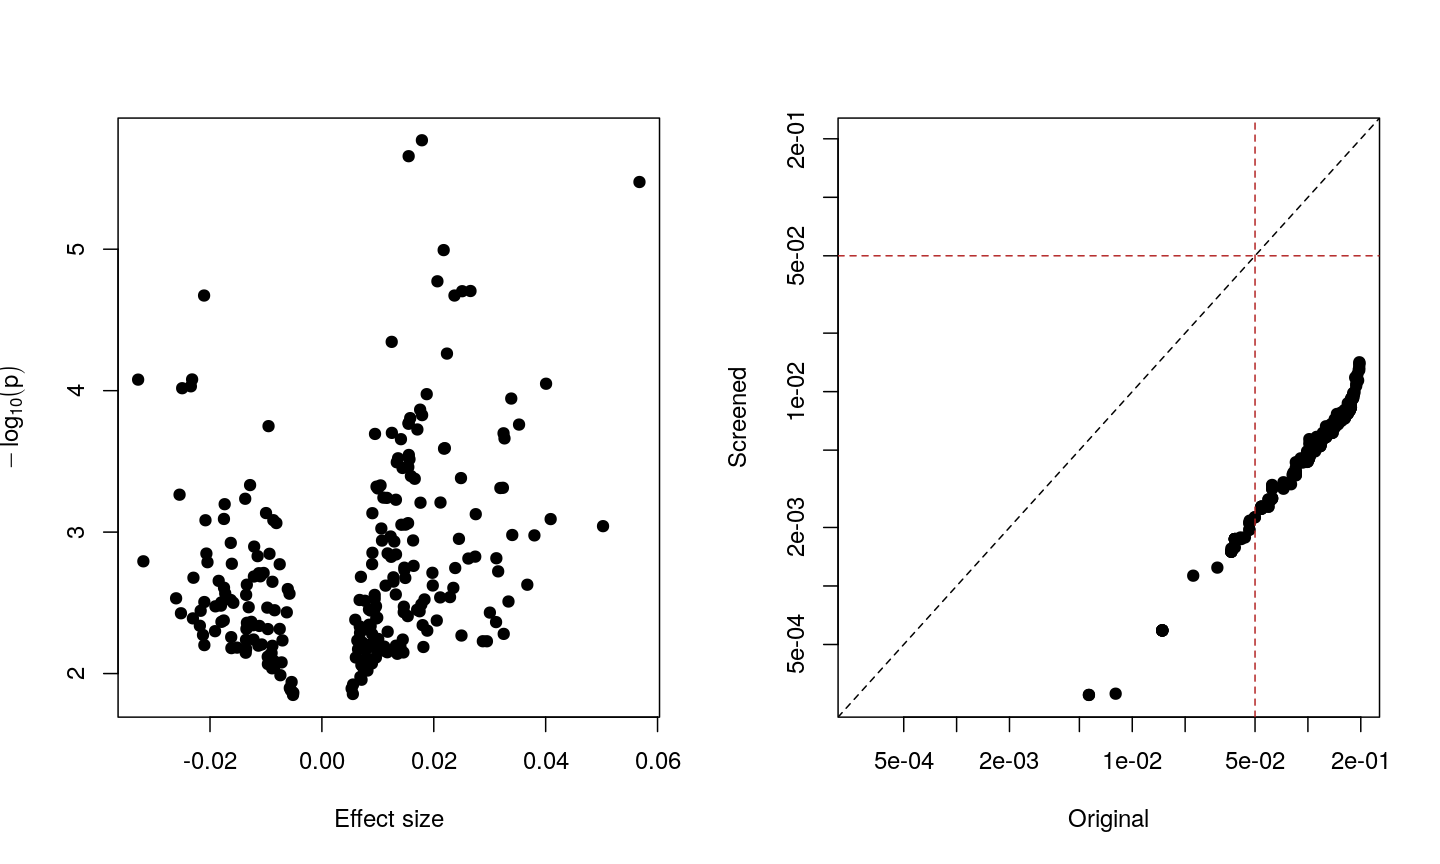 − log10(p)
5
4
3
2
-0.02 0.00 0.02 0.04 0.06
Effect size
Screened
2e-01
5e-02
1e-02
2e-03
5e-04
5e-04 2e-03 1e-02 5e-02 2e-01
Original